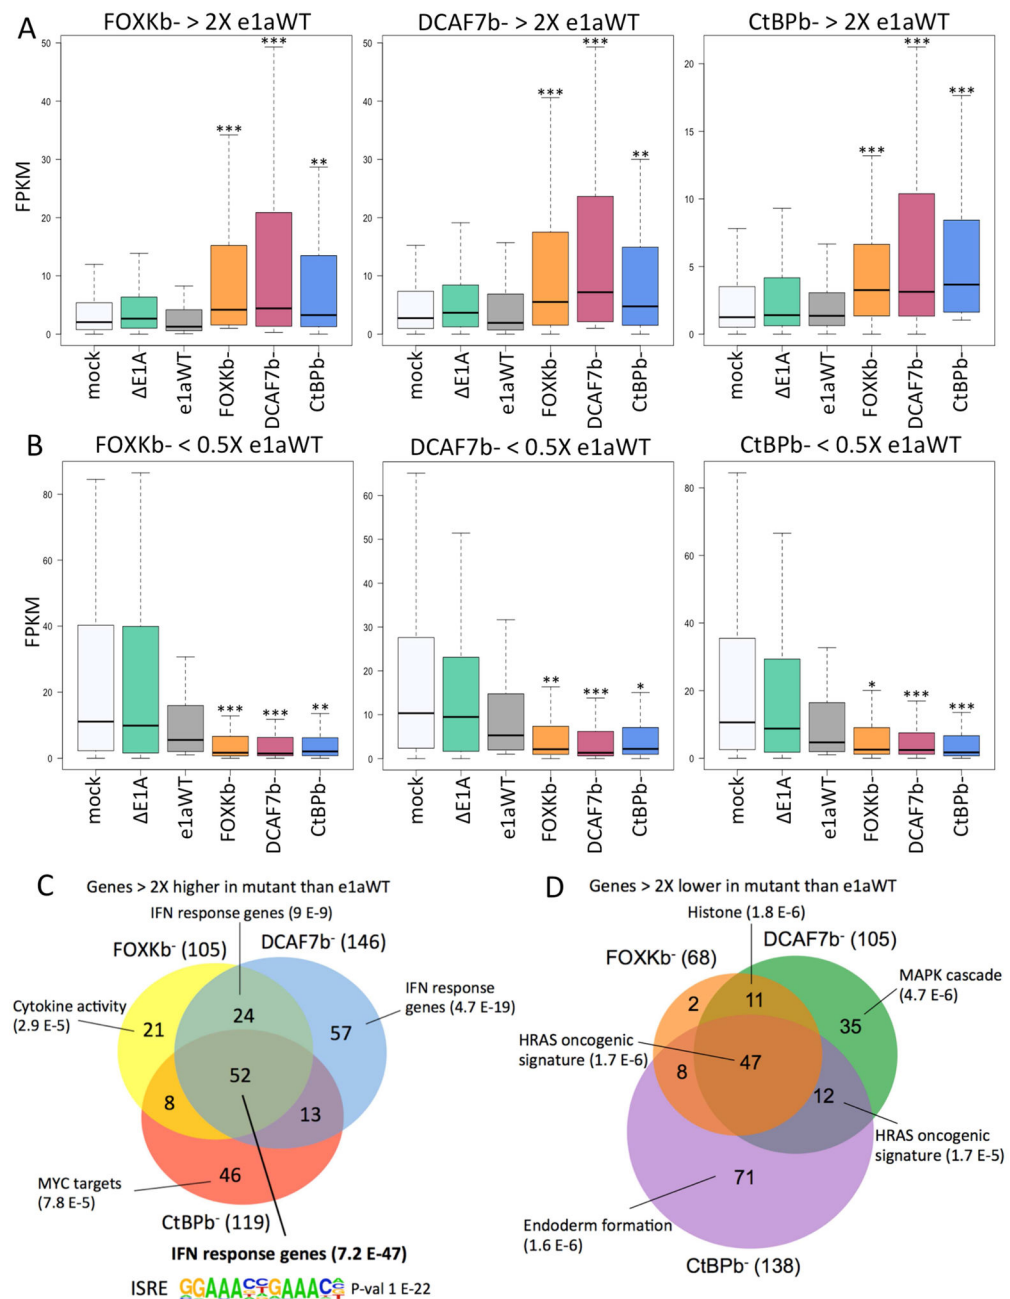 A
FOXKb- > 2X e1aWT
DCAF7b- > 2X e1aWT
CtBPb- > 2X e1aWT
FPKM
50
40
30
20
10
0
***
***
**
mock
ΔE1A
e1aWT
FOXKb-
DCAF7b-
CtBPb-
50
40
30
20
10
0
***
***
**
mock
ΔE1A
e1aWT
FOXKb-
DCAF7b-
CtBPb-
20
15
10
5
0
***
***
***
mock
ΔE1A
e1aWT
FOXKb-
DCAF7b-
CtBPb-
B
FOXKb- < 0.5X e1aWT
DCAF7b- < 0.5X e1aWT
CtBPb- < 0.5X e1aWT
FPKM
80
60
40
20
0
***
***
**
mock
ΔE1A
e1aWT
FOXKb-
DCAF7b-
CtBPb-
60
50
40
30
20
10
0
**
***
*
mock
ΔE1A
e1aWT
FOXKb-
DCAF7b-
CtBPb-
80
60
40
20
0
*
***
***
mock
ΔE1A
e1aWT
FOXKb-
DCAF7b-
CtBPb-
C
Genes > 2X higher in mutant than e1aWT
IFN response genes (9 E-9)
FOXKb- (105)
DCAF7b- (146)
Cytokine activity
(2.9 E-5)
IFN response
genes (4.7 E-19)
21
24
57
52
8
13
46
MYC targets
(7.8 E-5)
CtBPb- (119)
IFN response genes (7.2 E-47)
ISRE
GGAAACTGAAAC
P-val 1 E-22
D
Genes > 2X lower in mutant than e1aWT
Histone (1.8 E-6)
FOXKb- (68)
DCAF7b- (105)
MAPK cascade
(4.7 E-6)
2
11
35
HRAS oncogenic
signature (1.7 E-6)
47
8
12
HRAS oncogenic
signature (1.7 E-5)
71
Endoderm formation
(1.6 E-6)
CtBPb- (138)